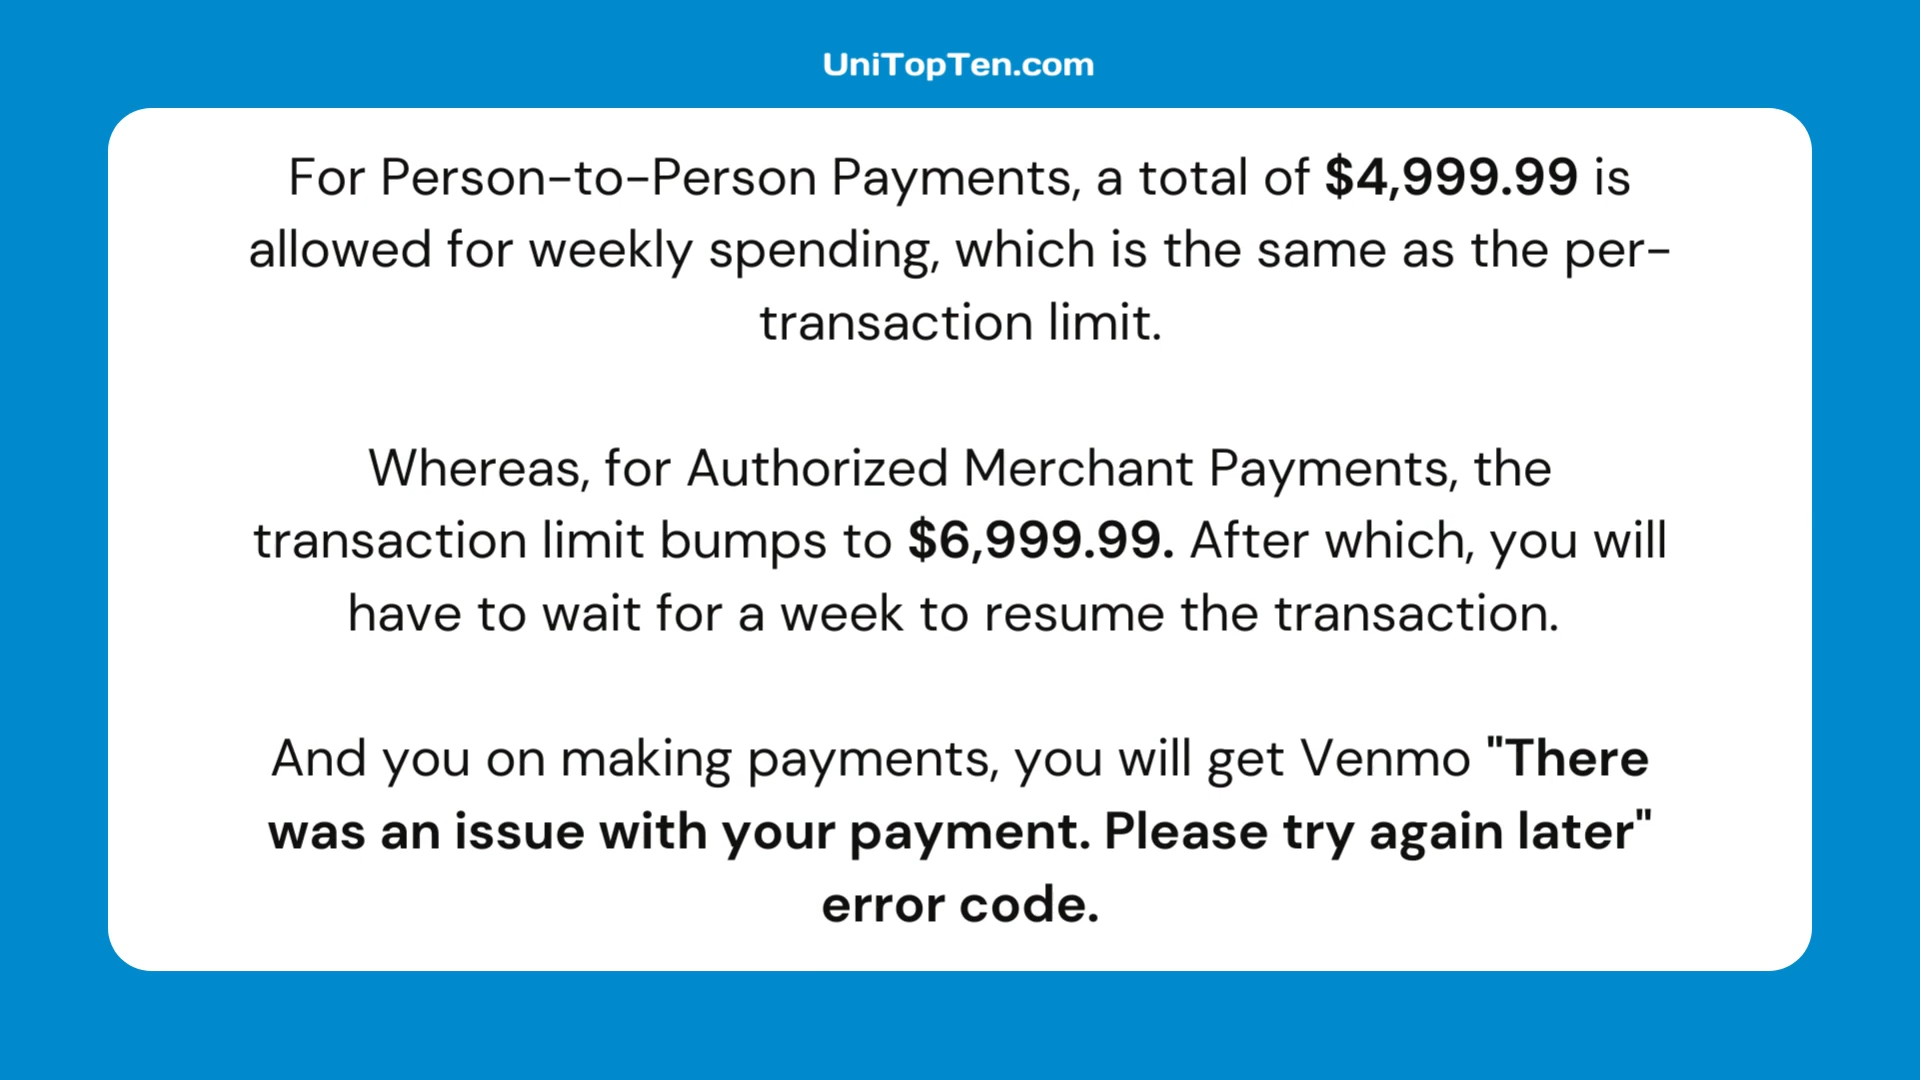 UniTopTen.com
For Person-to-Person Payments, a total of $4,999.99 is
allowed for weekly spending, which is the same as the per-
transaction limit.
Whereas, for Authorized Merchant Payments, the
transaction limit bumps to $6,999.99. After which, you will
have to wait for a week to resume the transaction.
And you on making payments, you will get Venmo "There
was an issue with your payment. Please try again later"
error code.